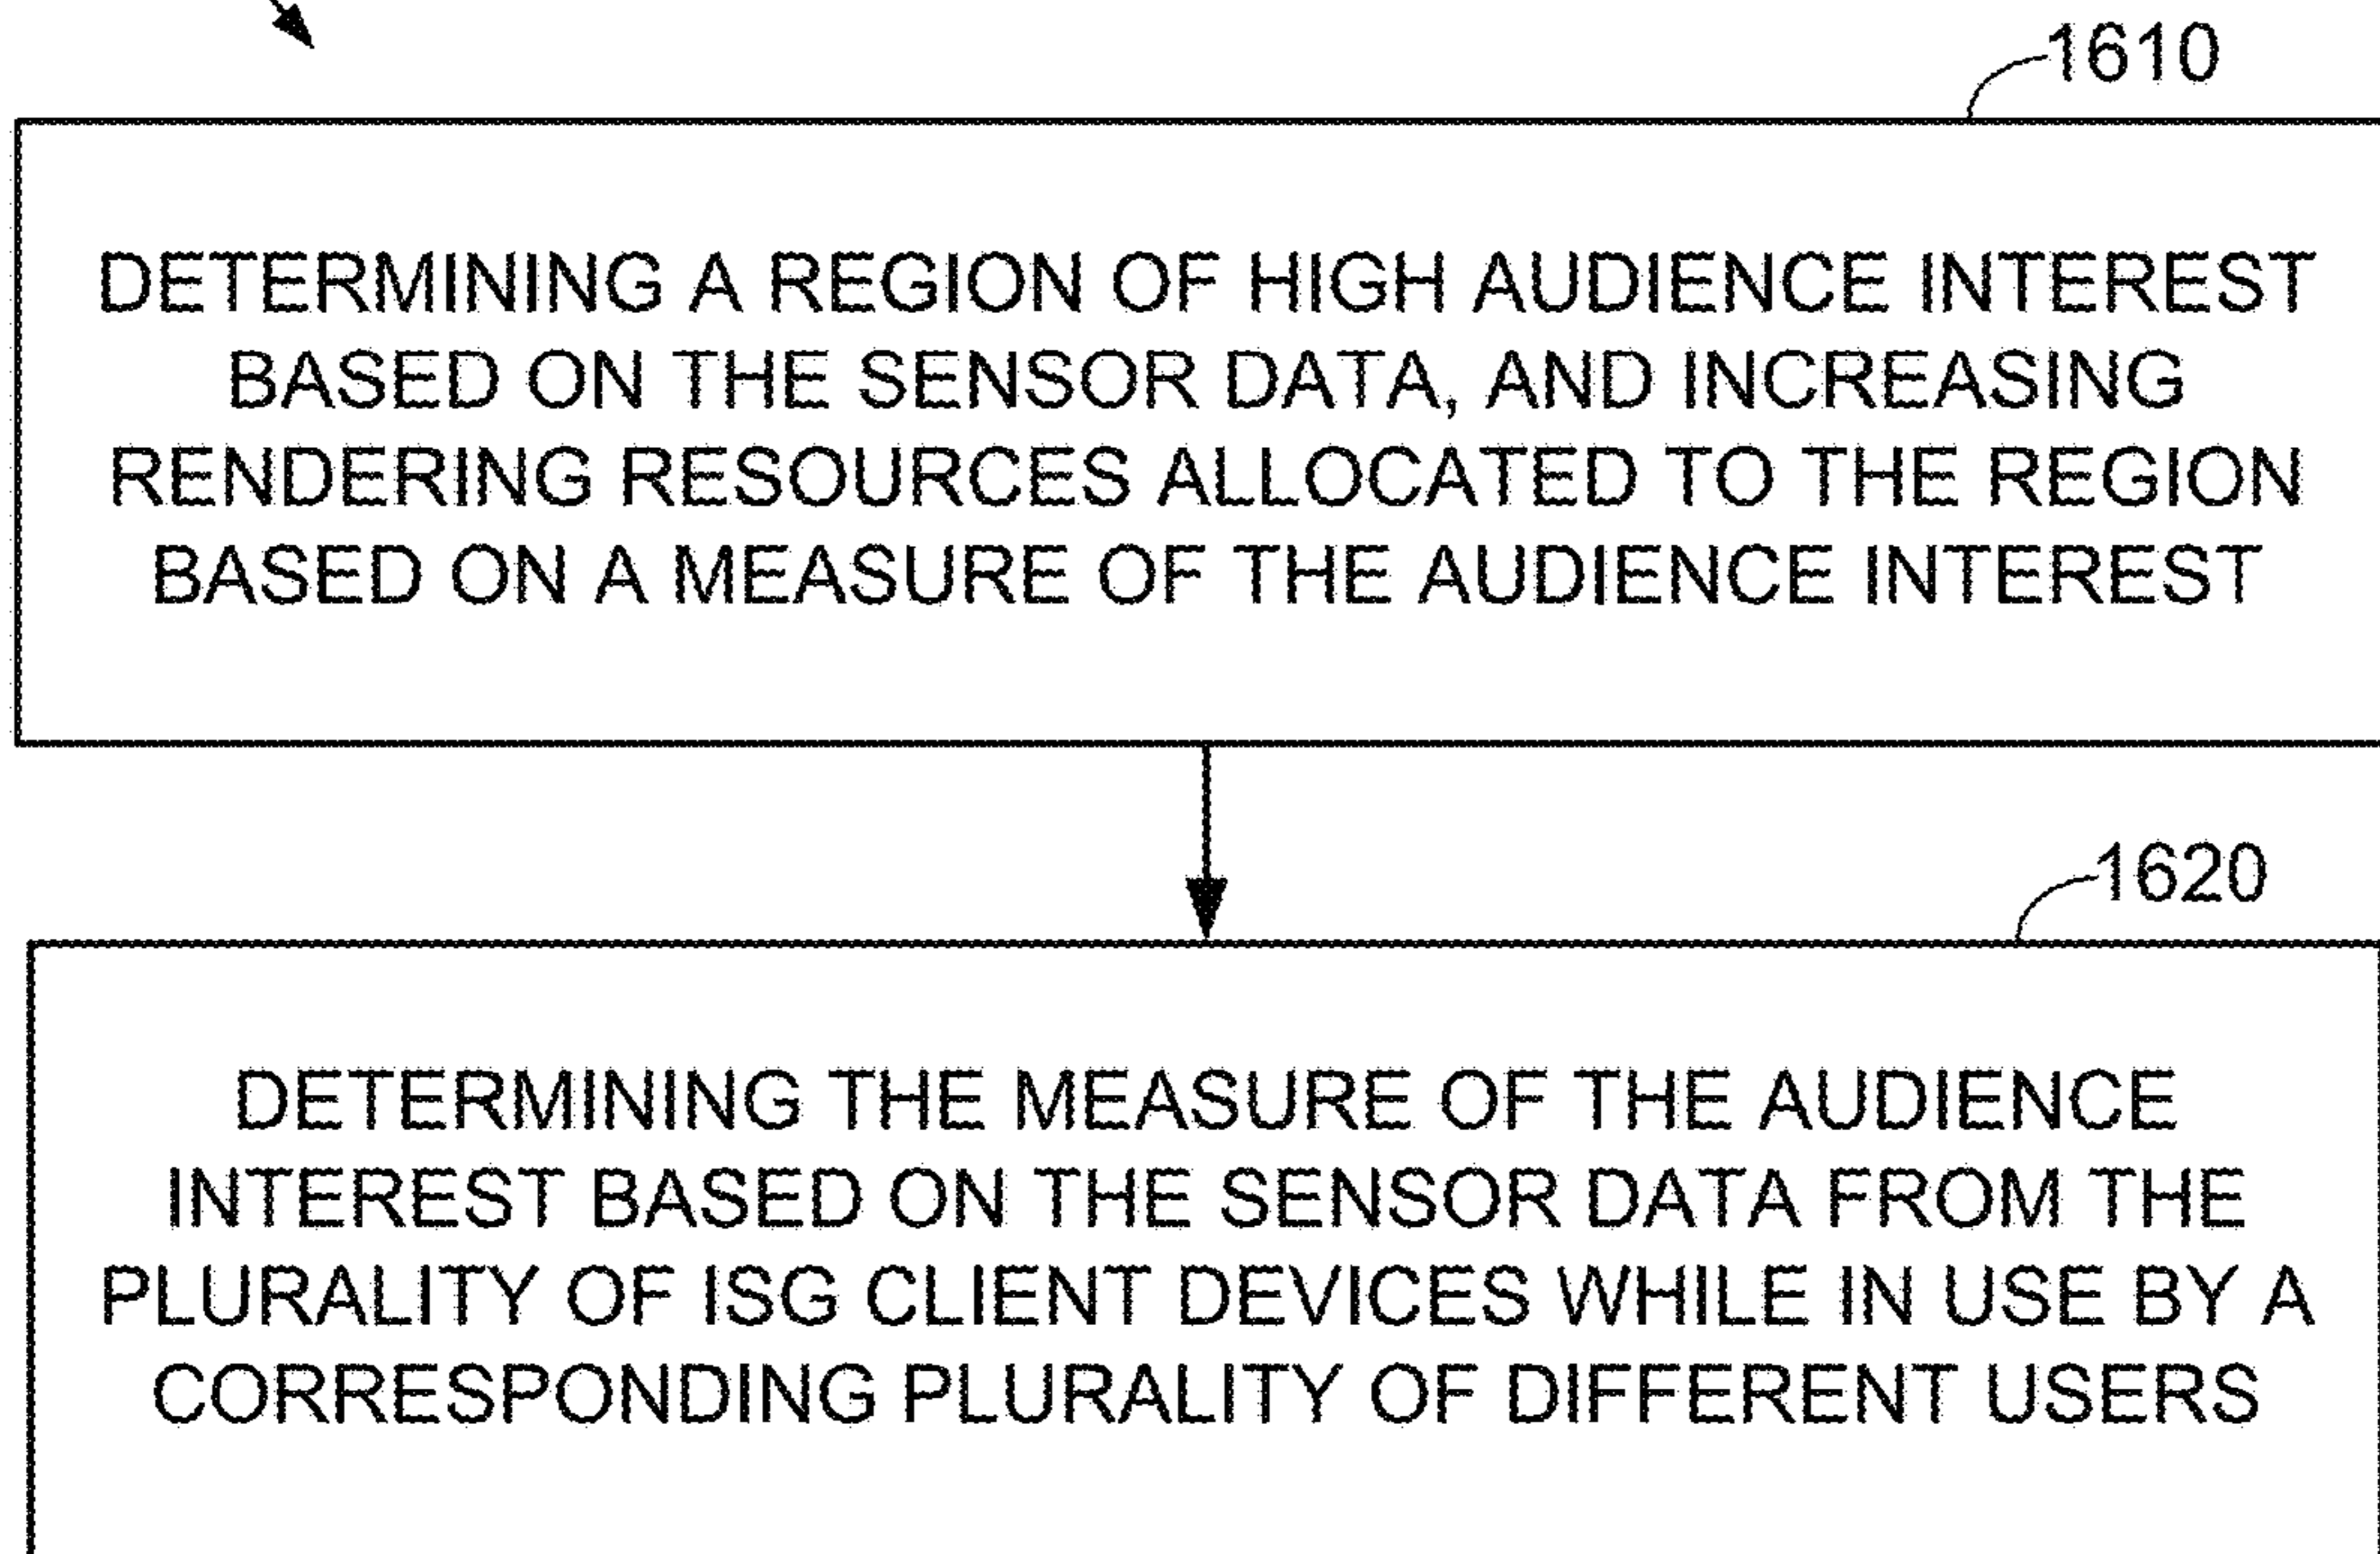 1610
DETERMINING A REGION OF HIGH AUDIENCE INTEREST
BASED ON THE SENSOR DATA, AND INCREASING
RENDERING RESOURCES ALLOCATED TO THE REGION
BASED ON A MEASURE OF THE AUDIENCE INTEREST
1620
DETERMINING THE MEASURE OF THE AUDIENCE
INTEREST BASED ON THE SENSOR DATA FROM THE
PLURALITY OF ISG CLIENT DEVICES WHILE IN USE BY A
CORRESPONDING PLURALITY OF DIFFERENT USERS